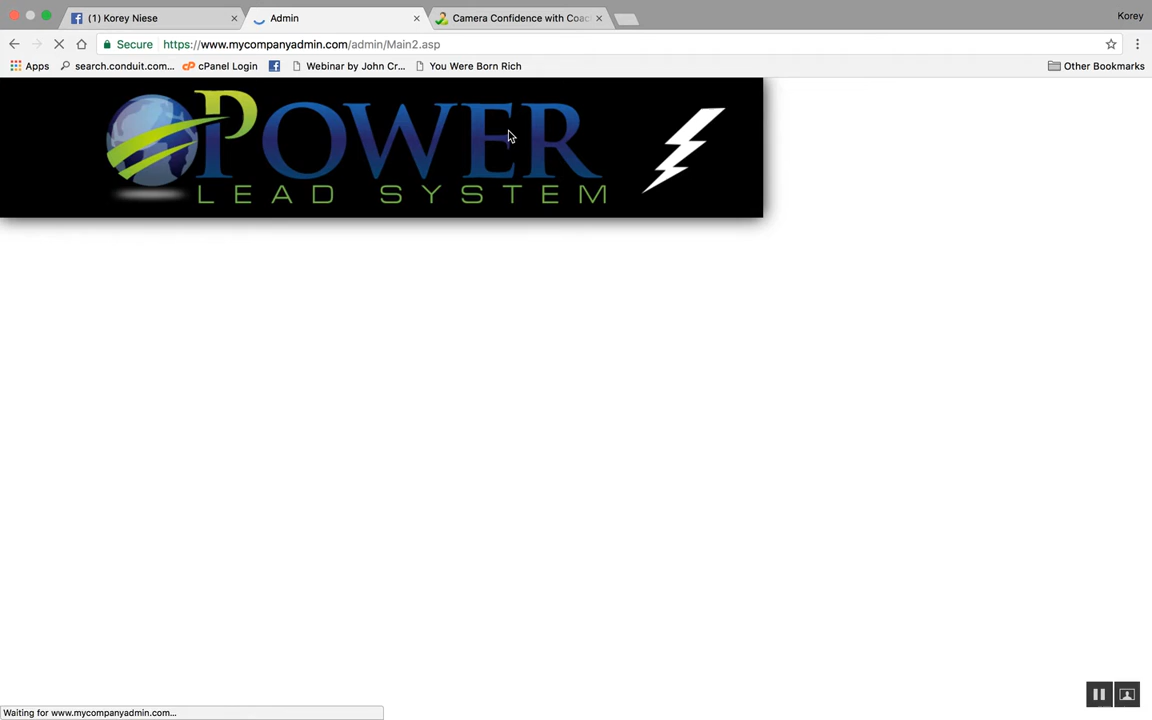 (1) Korey Niese
Admin
Camera Confidence with Coac
Korey
Secure https://www.mycompanyadmin.com/admin/Main2.asp
Apps search.conduit.com... cPanel Login Webinar by John Cr... You Were Born Rich Other Bookmarks
POWER
LEAD SYSTEM
Waiting for www.mycompanyadmin.com...